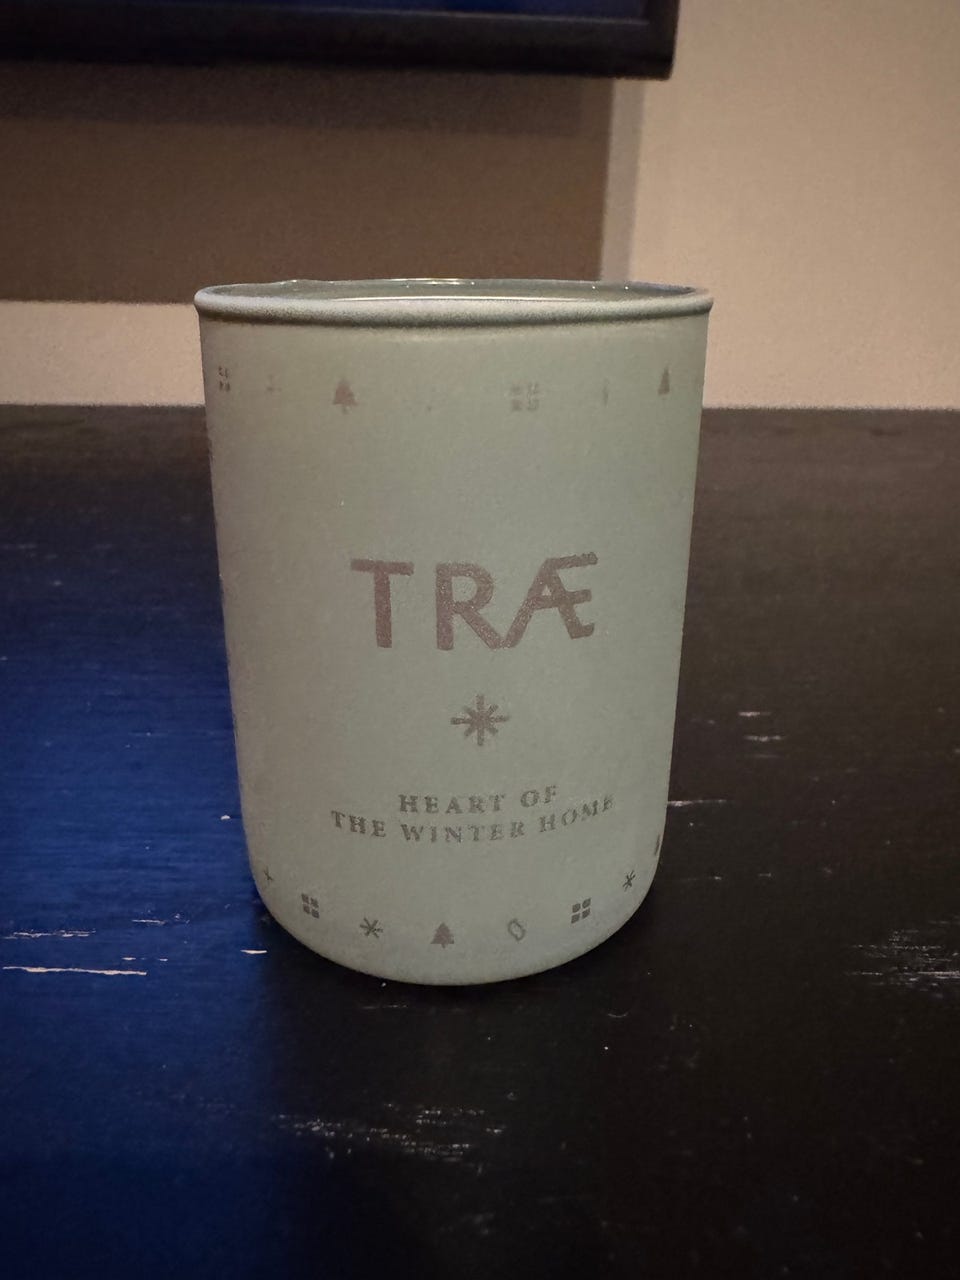 TRÆ
HEART OF
THE WINTER HOME